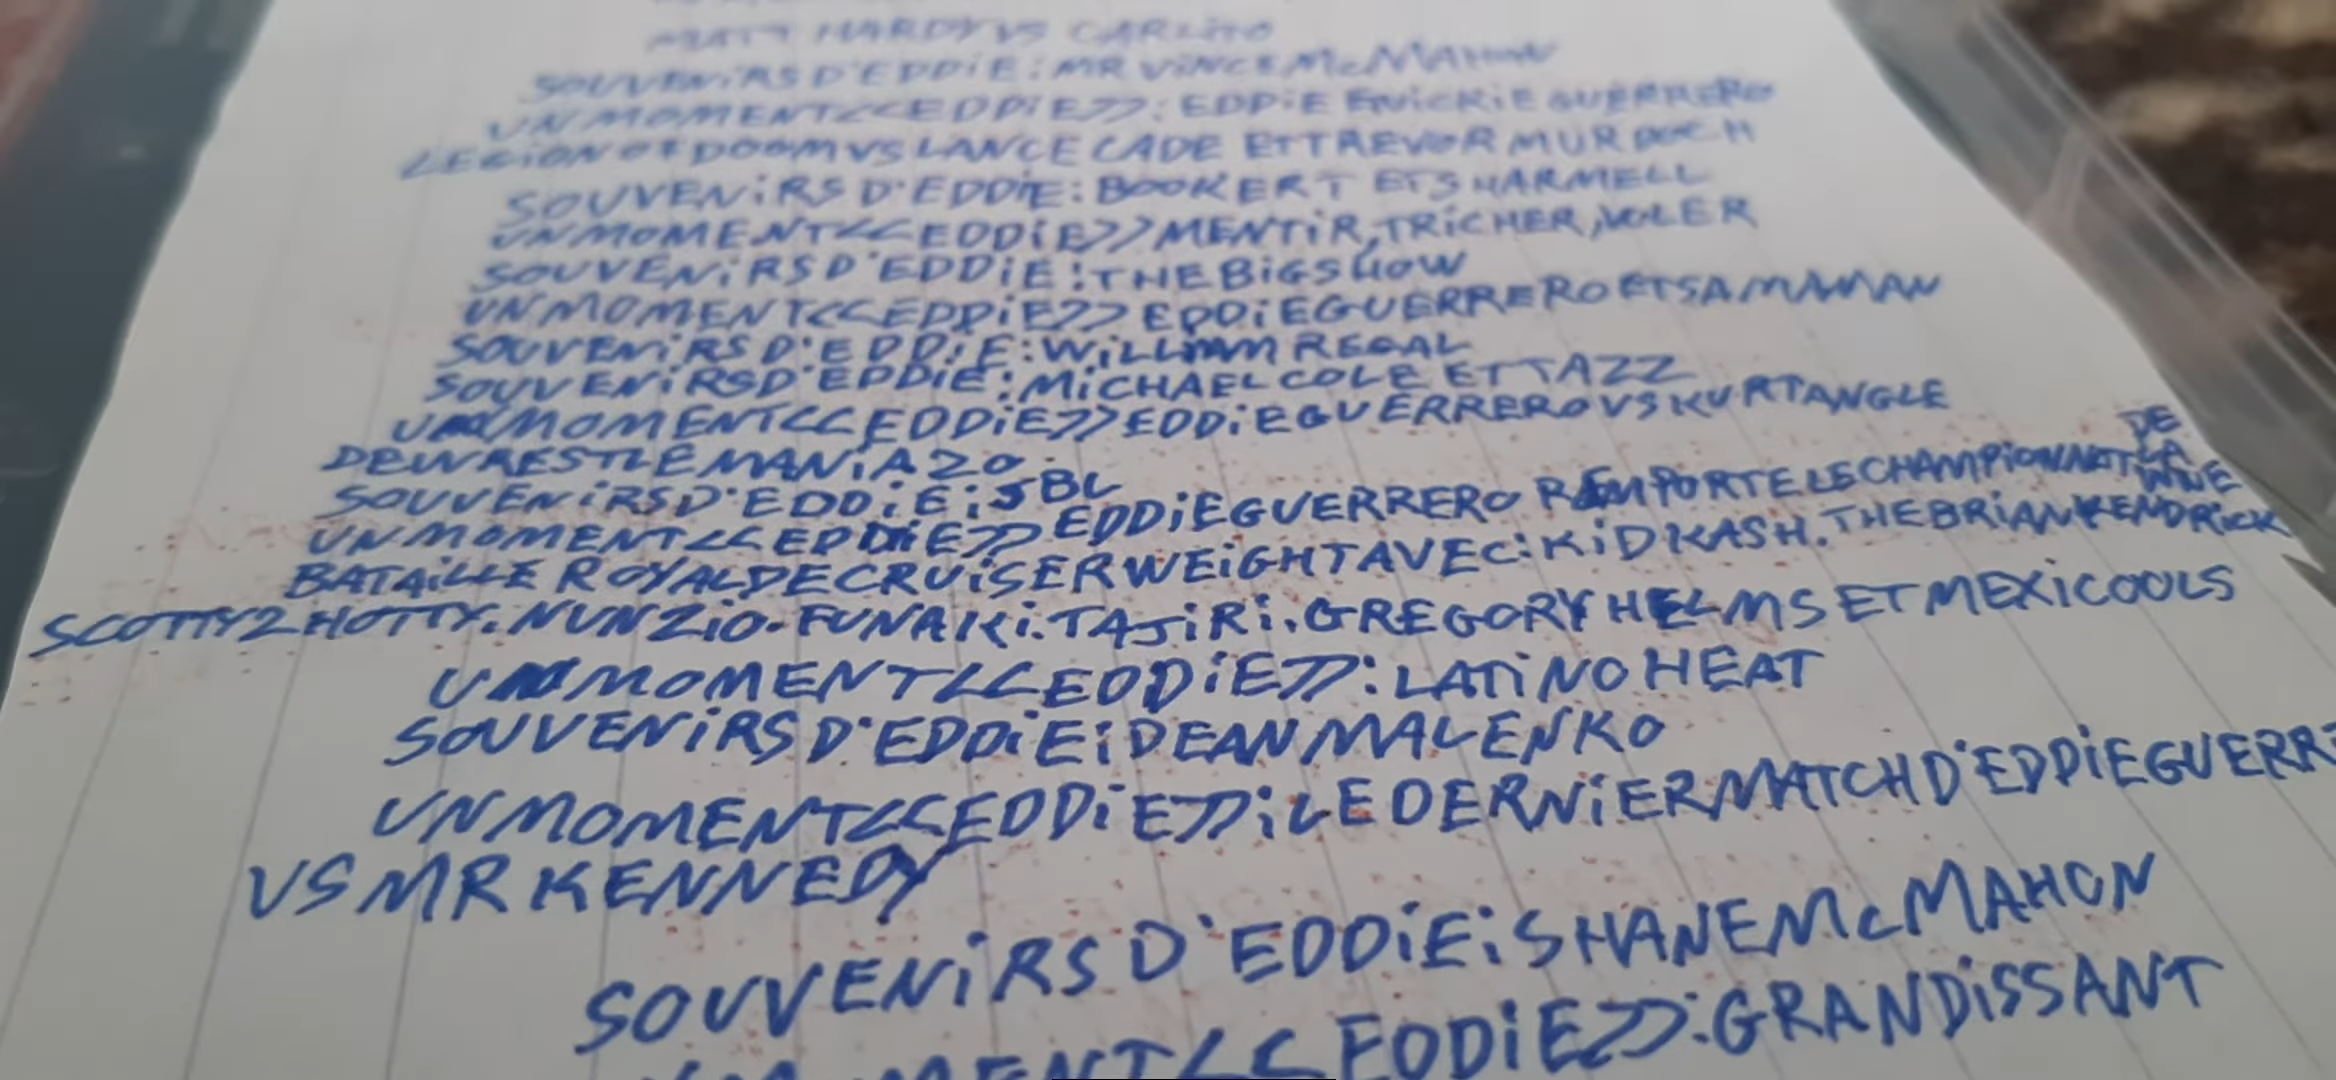 MATT HARDY VS CARLITO
SOUVENIRS D'EDDIE: MR VINCE McMAHON
UN MOMENT<<EDDIE>>: EDDIE VICKIE GUERRERO
LEGION OF DOOM VS LANCE CADE ET TREVOR MURDOCH
SOUVENIRS D'EDDIE: BOOKER T ET SHARMELL
UN MOMENT<<EDDIE>> MENTIR, TRICHER, VOLER
SOUVENIRS D'EDDIE: THE BIG SHOW
UN MOMENT<<EDDIE>> EDDIE GUERRERO ET SA MAMAN
SOUVENIRS D'EDDIE: WILLIAM REGAL
SOUVENIRS D'EDDIE: MICHAEL COLE ET TAZZ
UN MOMENT<<EDDIE>> EDDIE GUERRERO VS KURT ANGLE
DE WRESTLEMANIA 20
SOUVENIRS D'EDDIE: JBL
UN MOMENT<<EDDIE>> EDDIE GUERRERO REMPORTE LE CHAMPIONNAT DE LA WWE
BATAILLE ROYAL DE CRUISERWEIGHT AVEC: KID KASH. THE BRIAN KENDRICK
SCOTTY 2 HOTTY. NUNZIO. FUNAKI. TAJIRI. GREGORY HELMS ET MEXICOOLS
UN MOMENT<<EDDIE>>: LATINO HEAT
SOUVENIRS D'EDDIE: DEAN MALENKO
UN MOMENT<<EDDIE>>: LE DERNIER MATCH D'EDDIE GUERR
VS MR KENNEDY
SOUVENIRS D'EDDIE: SHANE McMAHON
MOMENT<<EDDIE>>: GRANDISSANT